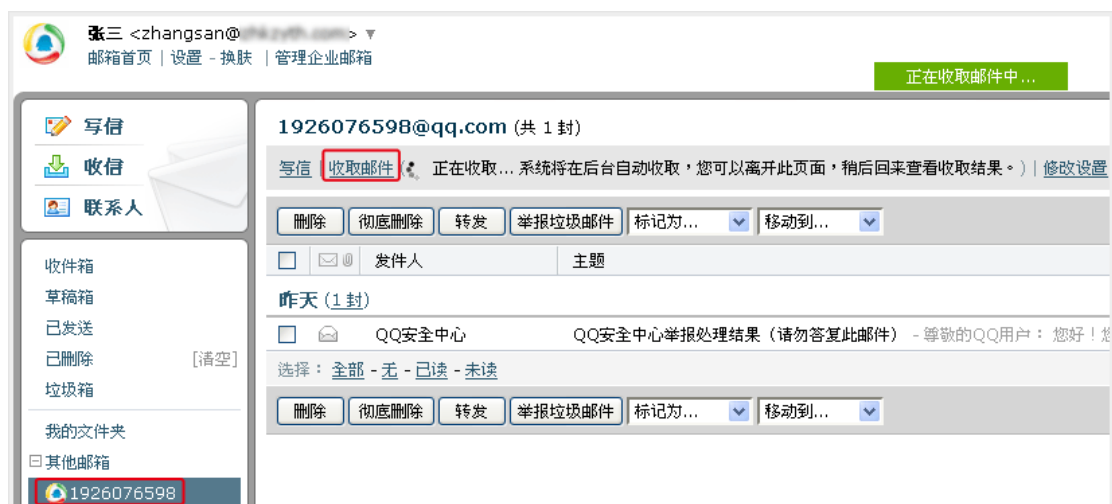 张三 <zhangsan@ > ▼
邮箱首页 | 设置 - 换肤 | 管理企业邮箱
正在收取邮件中...
写信
收信
联系人
收件箱
草稿箱
已发送
已删除 [清空]
垃圾箱
我的文件夹
其他邮箱
1926076598
1926076598@qq.com (共 1 封)
写信 | 收取邮件 ( 正在收取... 系统将在后台自动收取，您可以离开此页面，稍后回来查看收取结果。) | 修改设置
删除 彻底删除 转发 举报垃圾邮件 标记为... 移动到...
发件人 主题
昨天 (1 封)
QQ安全中心 QQ安全中心举报处理结果（请勿答复此邮件） - 尊敬的QQ用户： 您好！
选择： 全部 - 无 - 已读 - 未读
删除 彻底删除 转发 举报垃圾邮件 标记为... 移动到...